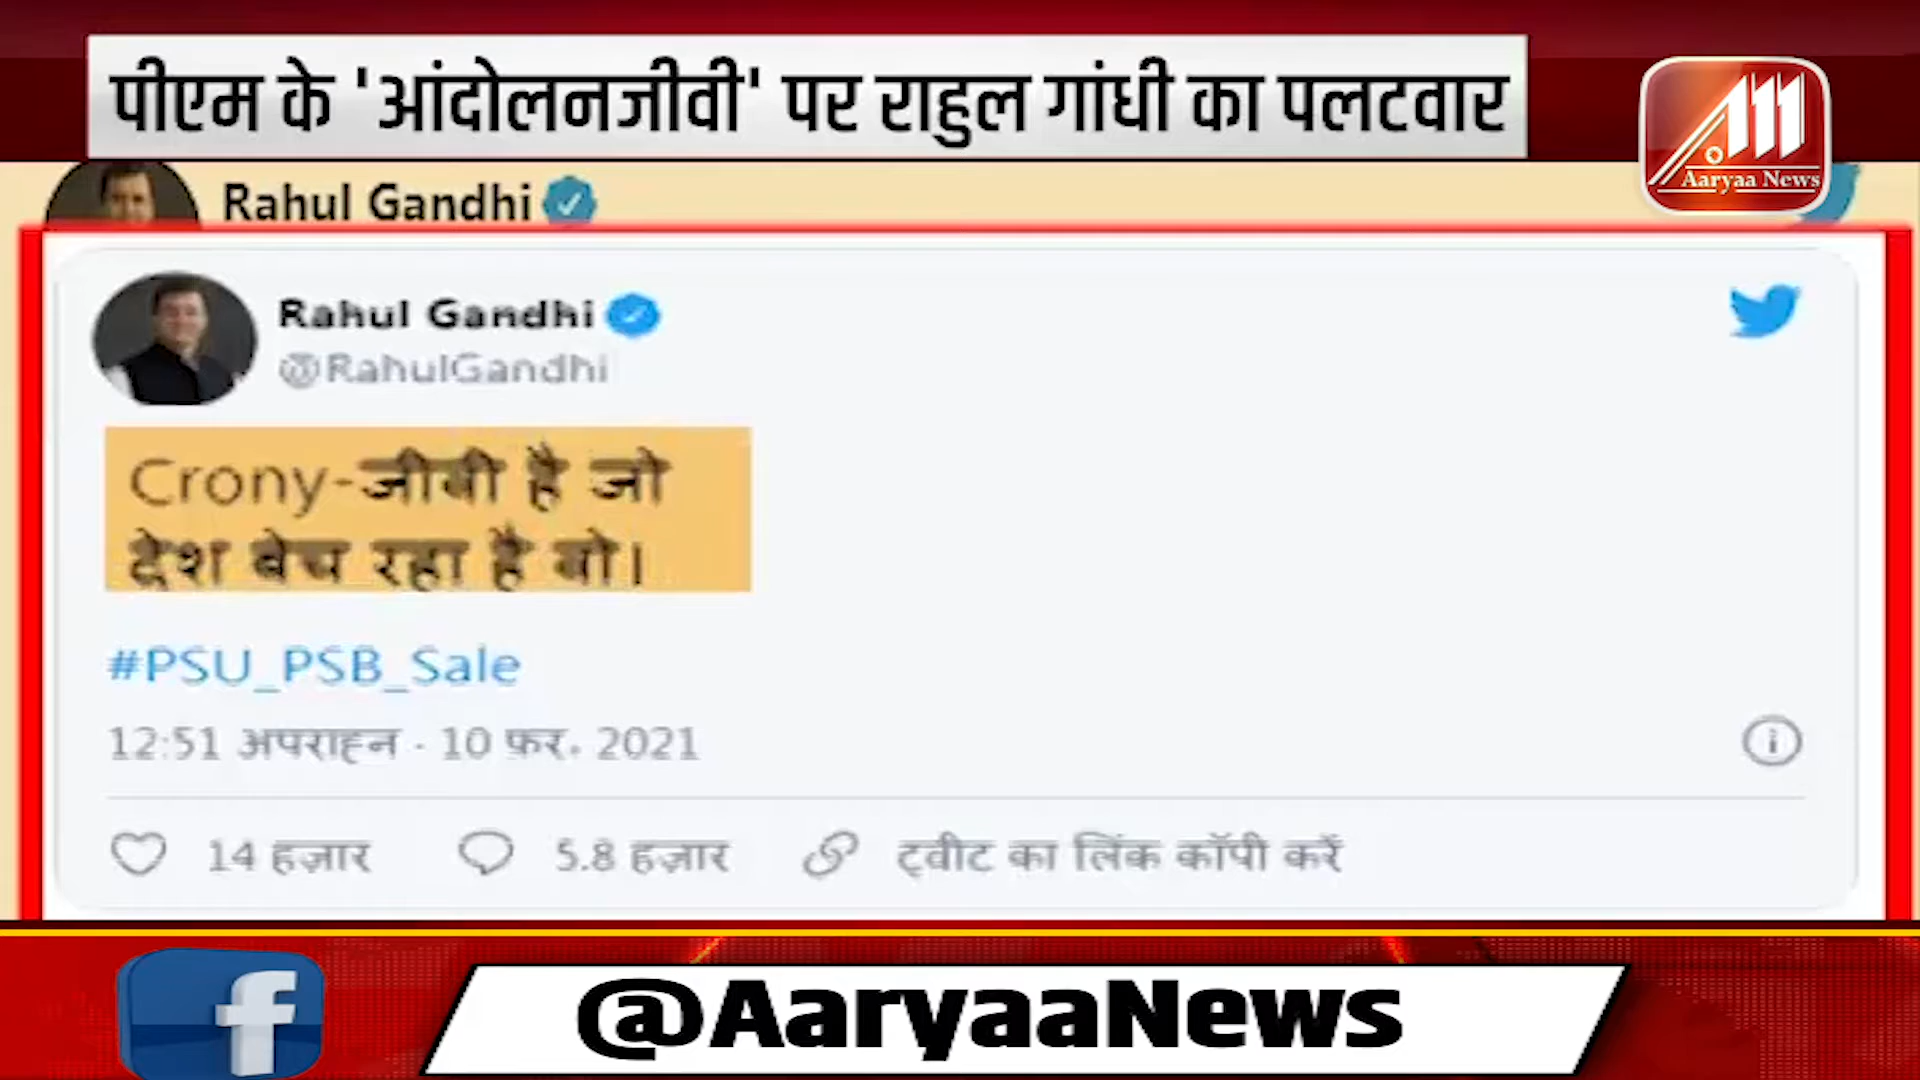 पीएम के 'आंदोलनजीवी' पर राहुल गांधी का पलटवार
Aaryaa News
Rahul Gandhi
Rahul Gandhi
@RahulGandhi
Crony-जीवी है जो
देश बेच रहा है वो।
#PSU_PSB_Sale
12:51 अपराह्न · 10 फ़र॰ 2021
14 हज़ार 5.8 हज़ार ट्वीट का लिंक कॉपी करें
@AaryaaNews